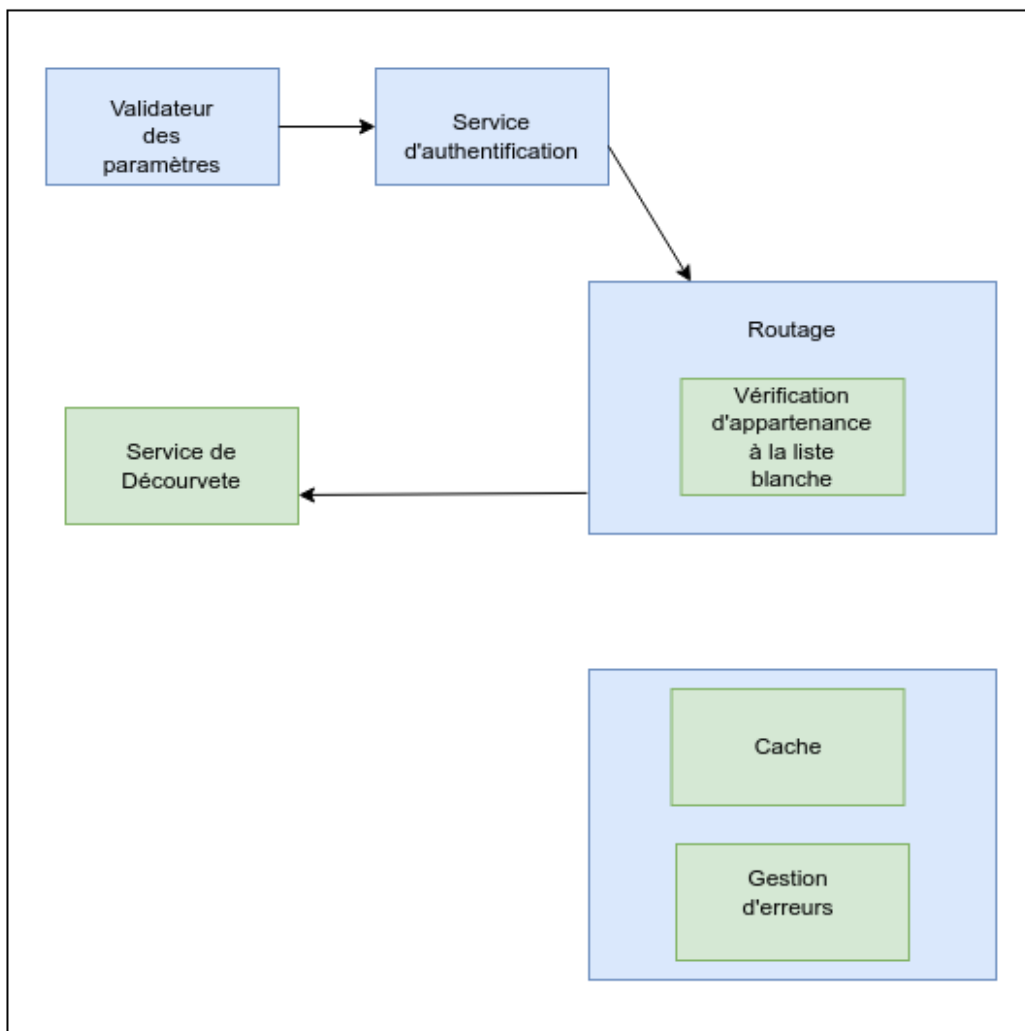 Validateur
des
paramètres
Service
d'authentification
Routage
Vérification
d'appartenance
à la liste
blanche
Service de
Décourvete
Cache
Gestion
d'erreurs